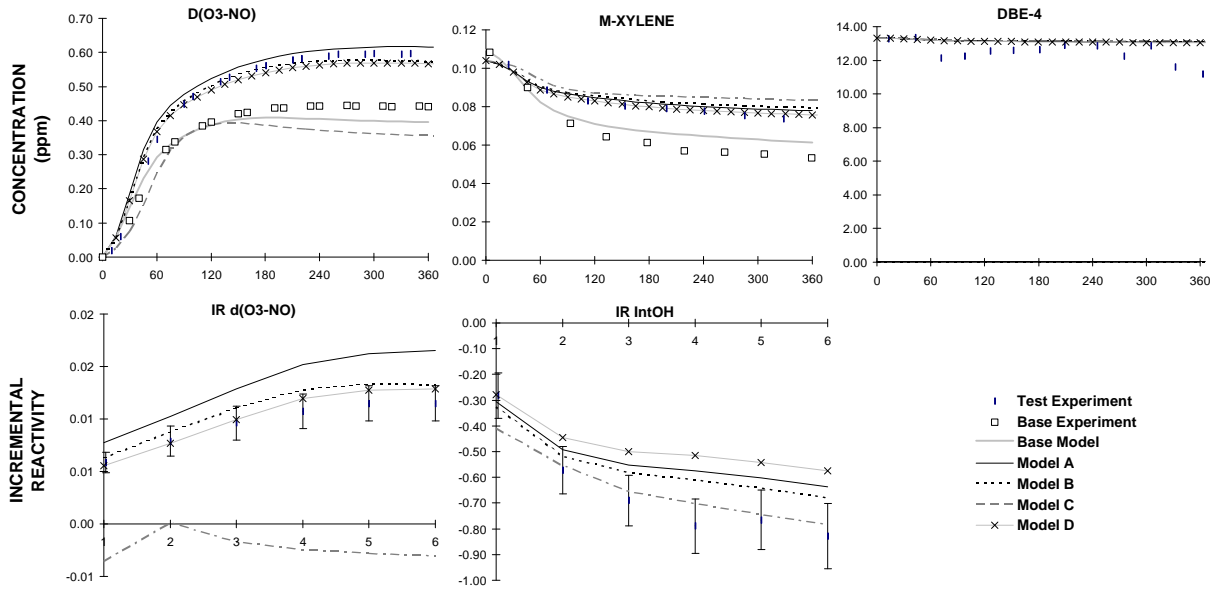 D(O3-NO)
M-XYLENE
DBE-4
CONCENTRATION
(ppm)
0.70
0.60
0.50
0.40
0.30
0.20
0.10
0.00
0 60 120 180 240 300 360
0.12
0.10
0.08
0.06
0.04
0 60 120 180 240 300 360
14.00
12.00
10.00
8.00
6.00
4.00
2.00
0.00
0 60 120 180 240 300 360
IR d(O3-NO)
IR IntOH
INCREMENTAL
REACTIVITY
0.02
0.02
0.01
0.01
0.00
-0.01
1 2 3 4 5 6
0.00
-0.10
-0.20
-0.30
-0.40
-0.50
-0.60
-0.70
-0.80
-0.90
-1.00
1 2 3 4 5 6
Test Experiment
Base Experiment
Base Model
Model A
Model B
Model C
Model D